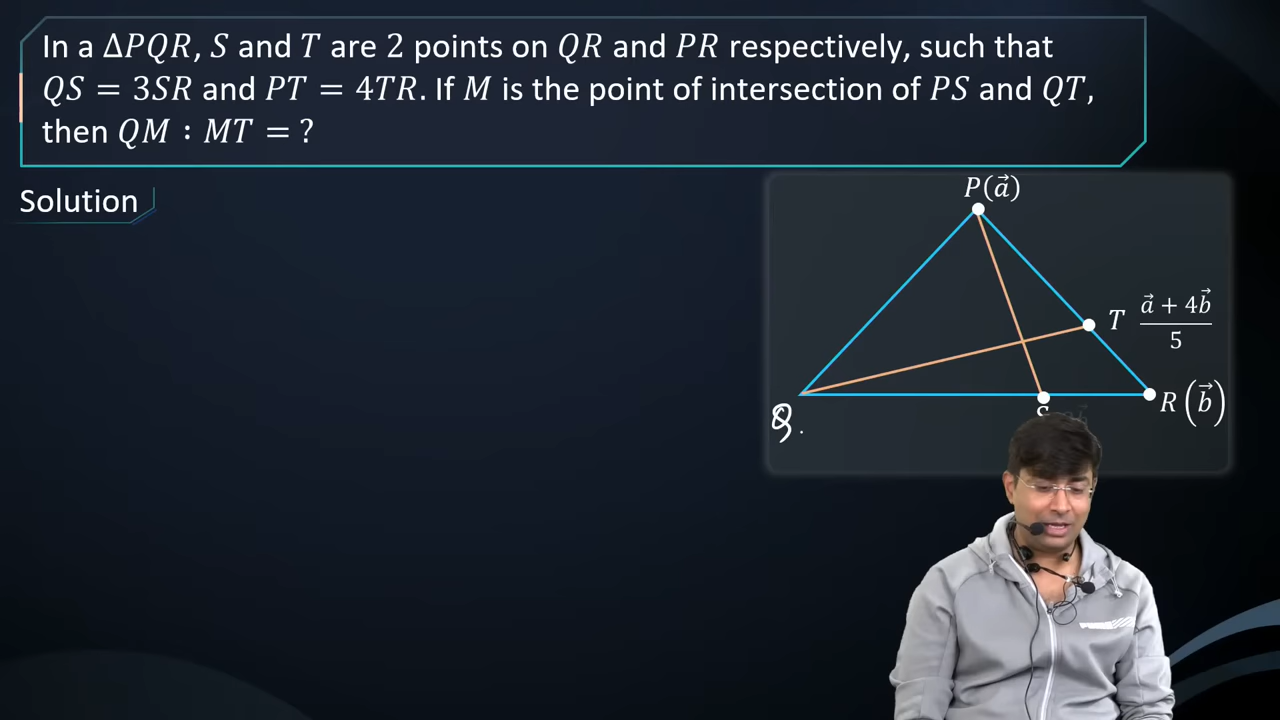 In a ΔPQR, S and T are 2 points on QR and PR respectively, such that
QS = 3SR and PT = 4TR. If M is the point of intersection of PS and QT,
then QM : MT = ?
Solution
P(a⃗)
T (a⃗ + 4b⃗)/5
R (b⃗)
Q
S